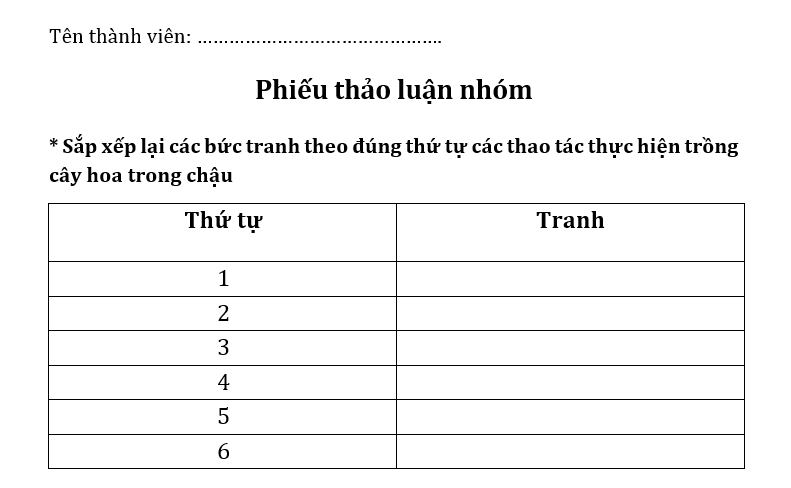 Tên thành viên: ……………………………………….
Phiếu thảo luận nhóm
* Sắp xếp lại các bức tranh theo đúng thứ tự các thao tác thực hiện trồng
cây hoa trong chậu
Thứ tự Tranh
1
2
3
4
5
6